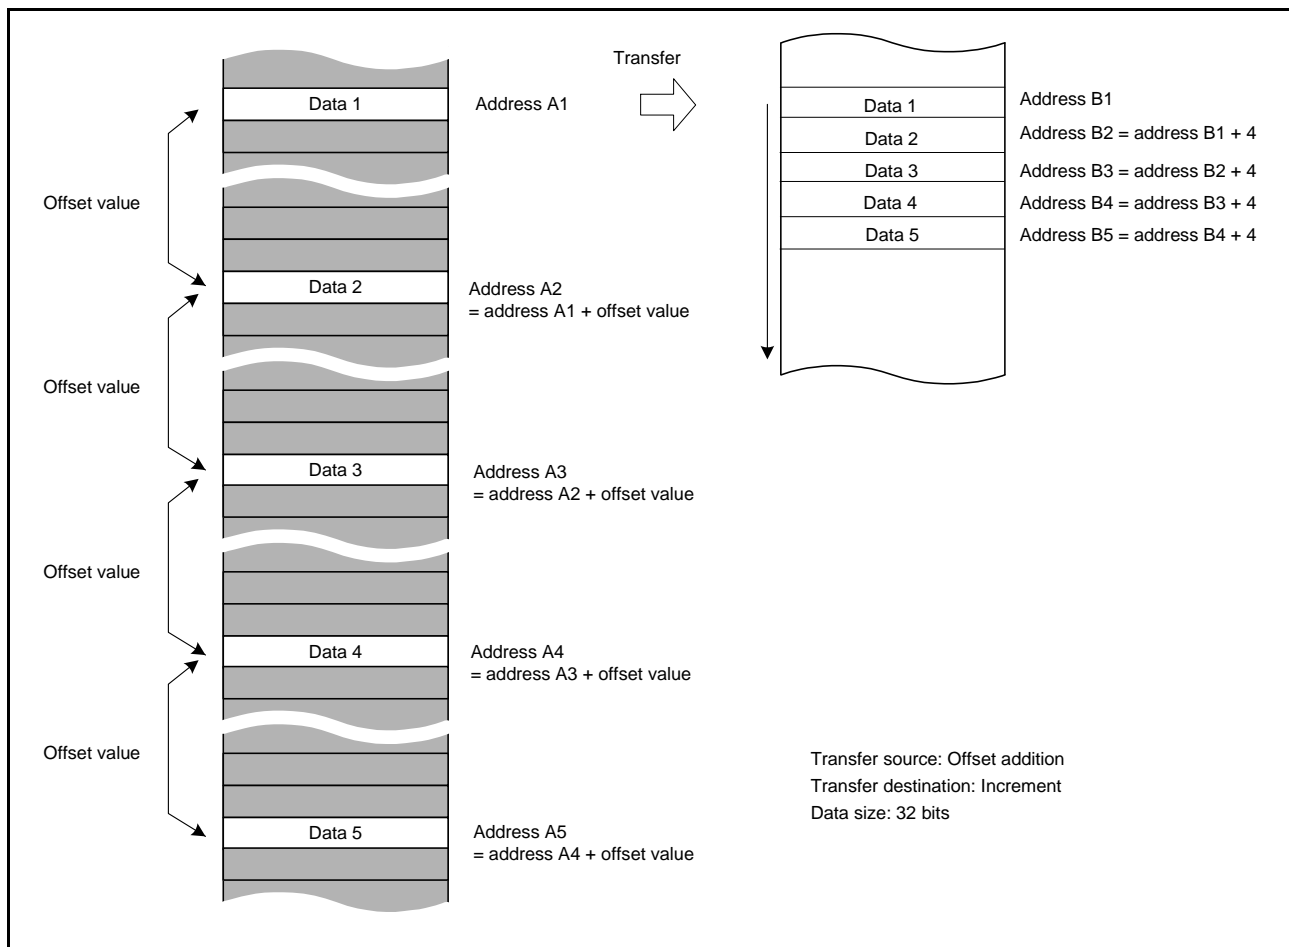 Transfer
Data 1
Address A1
Data 1
Address B1
Data 2
Address B2 = address B1 + 4
Data 3
Address B3 = address B2 + 4
Data 4
Address B4 = address B3 + 4
Data 5
Address B5 = address B4 + 4
Offset value
Data 2
Address A2
= address A1 + offset value
Offset value
Data 3
Address A3
= address A2 + offset value
Offset value
Data 4
Address A4
= address A3 + offset value
Offset value
Data 5
Address A5
= address A4 + offset value
Transfer source: Offset addition
Transfer destination: Increment
Data size: 32 bits